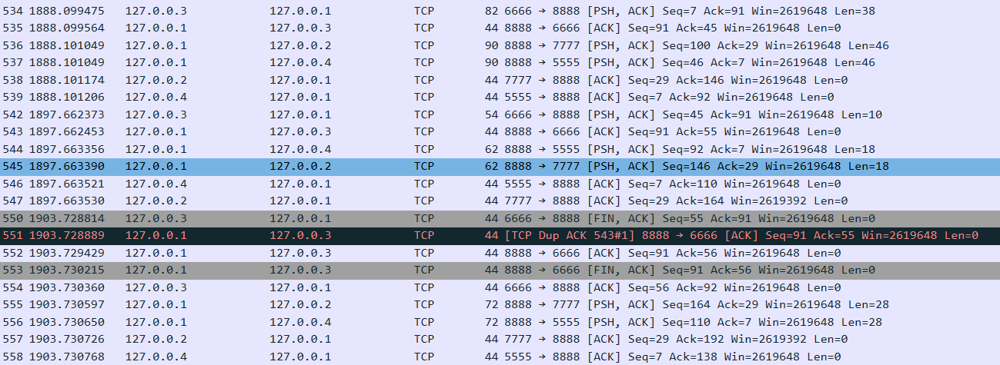 534 1888.099475 127.0.0.3 127.0.0.1 TCP 82 6666 → 8888 [PSH, ACK] Seq=7 Ack=91 Win=2619648 Len=38
535 1888.099564 127.0.0.1 127.0.0.3 TCP 44 8888 → 6666 [ACK] Seq=91 Ack=45 Win=2619648 Len=0
536 1888.101049 127.0.0.1 127.0.0.2 TCP 90 8888 → 7777 [PSH, ACK] Seq=100 Ack=29 Win=2619648 Len=46
537 1888.101049 127.0.0.1 127.0.0.4 TCP 90 8888 → 5555 [PSH, ACK] Seq=46 Ack=7 Win=2619648 Len=46
538 1888.101174 127.0.0.2 127.0.0.1 TCP 44 7777 → 8888 [ACK] Seq=29 Ack=146 Win=2619648 Len=0
539 1888.101206 127.0.0.4 127.0.0.1 TCP 44 5555 → 8888 [ACK] Seq=7 Ack=92 Win=2619648 Len=0
542 1897.662373 127.0.0.3 127.0.0.1 TCP 54 6666 → 8888 [PSH, ACK] Seq=45 Ack=91 Win=2619648 Len=10
543 1897.662453 127.0.0.1 127.0.0.3 TCP 44 8888 → 6666 [ACK] Seq=91 Ack=55 Win=2619648 Len=0
544 1897.663356 127.0.0.1 127.0.0.4 TCP 62 8888 → 5555 [PSH, ACK] Seq=92 Ack=7 Win=2619648 Len=18
545 1897.663390 127.0.0.1 127.0.0.2 TCP 62 8888 → 7777 [PSH, ACK] Seq=146 Ack=29 Win=2619648 Len=18
546 1897.663521 127.0.0.4 127.0.0.1 TCP 44 5555 → 8888 [ACK] Seq=7 Ack=110 Win=2619648 Len=0
547 1897.663530 127.0.0.2 127.0.0.1 TCP 44 7777 → 8888 [ACK] Seq=29 Ack=164 Win=2619392 Len=0
550 1903.728814 127.0.0.3 127.0.0.1 TCP 44 6666 → 8888 [FIN, ACK] Seq=55 Ack=91 Win=2619648 Len=0
551 1903.728889 127.0.0.1 127.0.0.3 TCP 44 [TCP Dup ACK 543#1] 8888 → 6666 [ACK] Seq=91 Ack=55 Win=2619648 Len=0
552 1903.729429 127.0.0.1 127.0.0.3 TCP 44 8888 → 6666 [ACK] Seq=91 Ack=56 Win=2619648 Len=0
553 1903.730215 127.0.0.1 127.0.0.3 TCP 44 8888 → 6666 [FIN, ACK] Seq=91 Ack=56 Win=2619648 Len=0
554 1903.730360 127.0.0.3 127.0.0.1 TCP 44 6666 → 8888 [ACK] Seq=56 Ack=92 Win=2619648 Len=0
555 1903.730597 127.0.0.1 127.0.0.2 TCP 72 8888 → 7777 [PSH, ACK] Seq=164 Ack=29 Win=2619648 Len=28
556 1903.730650 127.0.0.1 127.0.0.4 TCP 72 8888 → 5555 [PSH, ACK] Seq=110 Ack=7 Win=2619648 Len=28
557 1903.730726 127.0.0.2 127.0.0.1 TCP 44 7777 → 8888 [ACK] Seq=29 Ack=192 Win=2619392 Len=0
558 1903.730768 127.0.0.4 127.0.0.1 TCP 44 5555 → 8888 [ACK] Seq=7 Ack=138 Win=2619648 Len=0